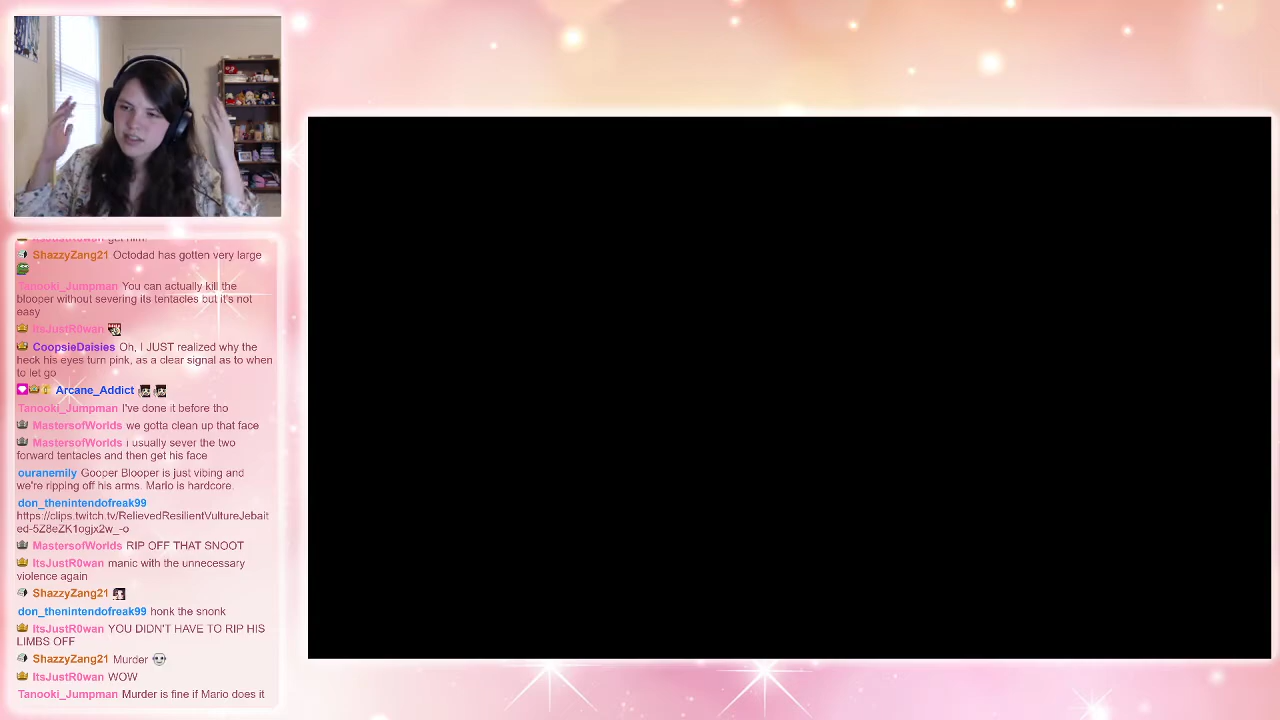 ItsJustR0wan get him!
ShazzyZang21 Octodad has gotten very large
Tanooki_Jumpman You can actually kill the
blooper without severing its tentacles but it's not
easy
ItsJustR0wan
CoopsieDaisies Oh, I JUST realized why the
heck his eyes turn pink, as a clear signal as to when
to let go
Arcane_Addict
Tanooki_Jumpman I've done it before tho
MastersofWorlds we gotta clean up that face
MastersofWorlds i usually sever the two
forward tentacles and then get his face
ouranemily Gooper Blooper is just vibing and
we're ripping off his arms. Mario is hardcore.
don_thenintendofreak99
https://clips.twitch.tv/RelievedResilientVultureJebait
ed-5Z8eZK1ogjx2w_-o
MastersofWorlds RIP OFF THAT SNOOT
ItsJustR0wan manic with the unnecessary
violence again
ShazzyZang21
don_thenintendofreak99 honk the snonk
ItsJustR0wan YOU DIDN'T HAVE TO RIP HIS
LIMBS OFF
ShazzyZang21 Murder
ItsJustR0wan WOW
Tanooki_Jumpman Murder is fine if Mario does it